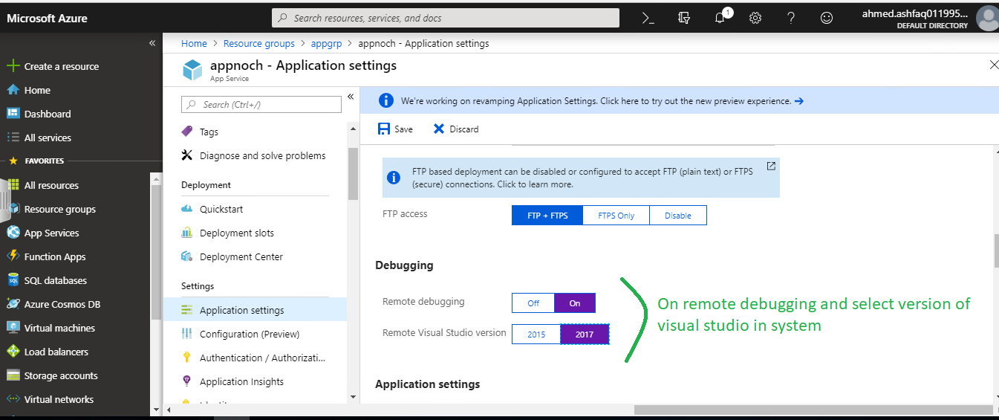 Microsoft Azure
Search resources, services, and docs
1
ahmed.ashfaq011995...
DEFAULT DIRECTORY
Create a resource
Home
Dashboard
All services
FAVORITES
All resources
Resource groups
App Services
Function Apps
SQL databases
Azure Cosmos DB
Virtual machines
Load balancers
Storage accounts
Virtual networks
Home > Resource groups > appgrp > appnoch - Application settings
appnoch - Application settings
App Service
Search (Ctrl+/)
Tags
Diagnose and solve problems
Deployment
Quickstart
Deployment slots
Deployment Center
Settings
Application settings
Configuration (Preview)
Authentication / Authorizati...
Application Insights
We're working on revamping Application Settings. Click here to try out the new preview experience.
Save Discard
FTP based deployment can be disabled or configured to accept FTP (plain text) or FTPS
(secure) connections. Click to learn more.
FTP access FTP + FTPS FTPS Only Disable
Debugging
Remote debugging Off On
Remote Visual Studio version 2015 2017
On remote debugging and select version of
visual studio in system
Application settings